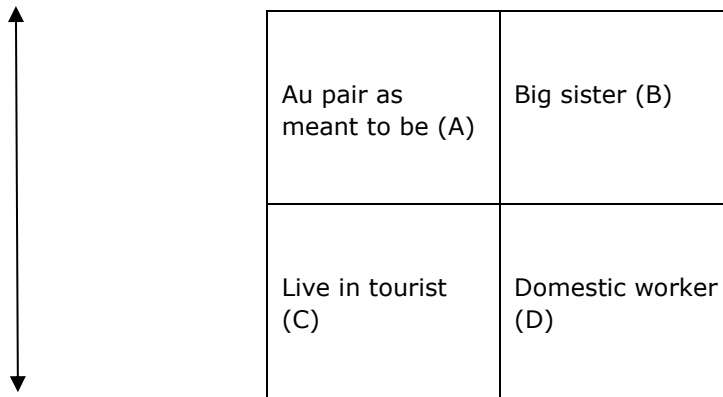 Au pair as
meant to be (A)
Big sister (B)
Live in tourist
(C)
Domestic worker
(D)